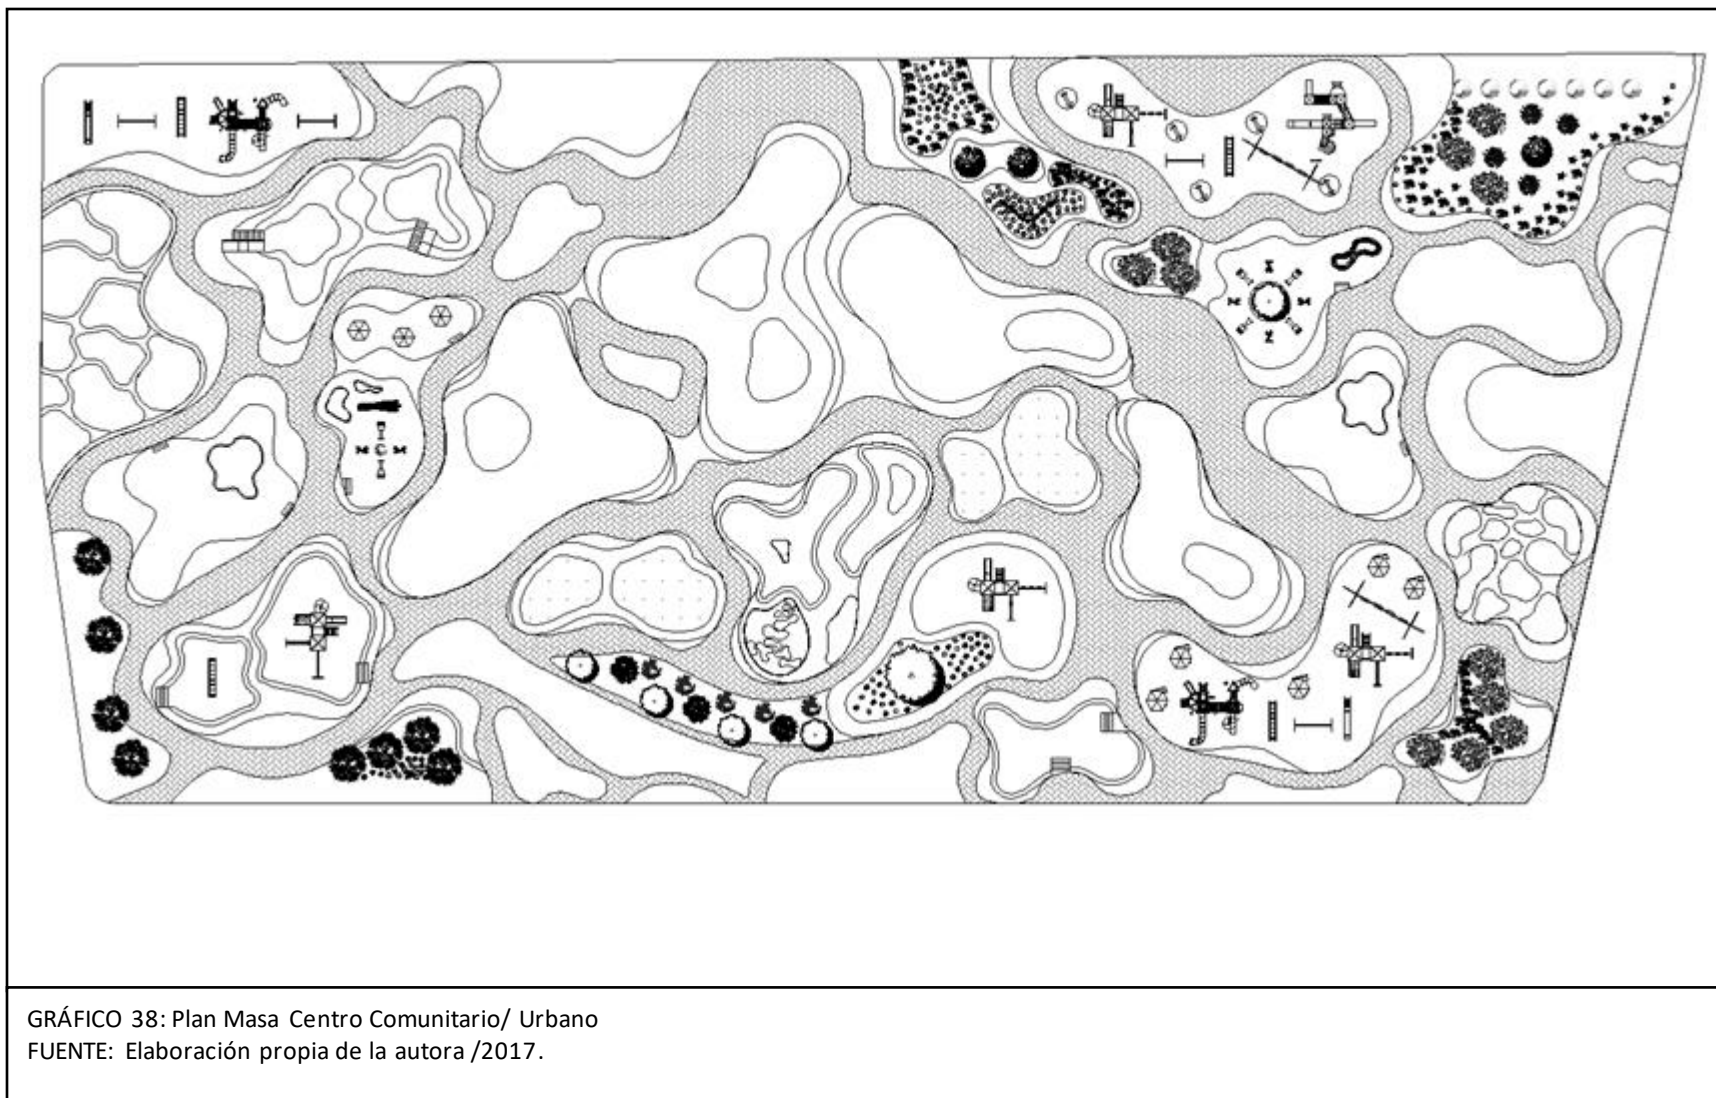 GRÁFICO 38: Plan Masa Centro Comunitario/ Urbano
FUENTE: Elaboración propia de la autora /2017.